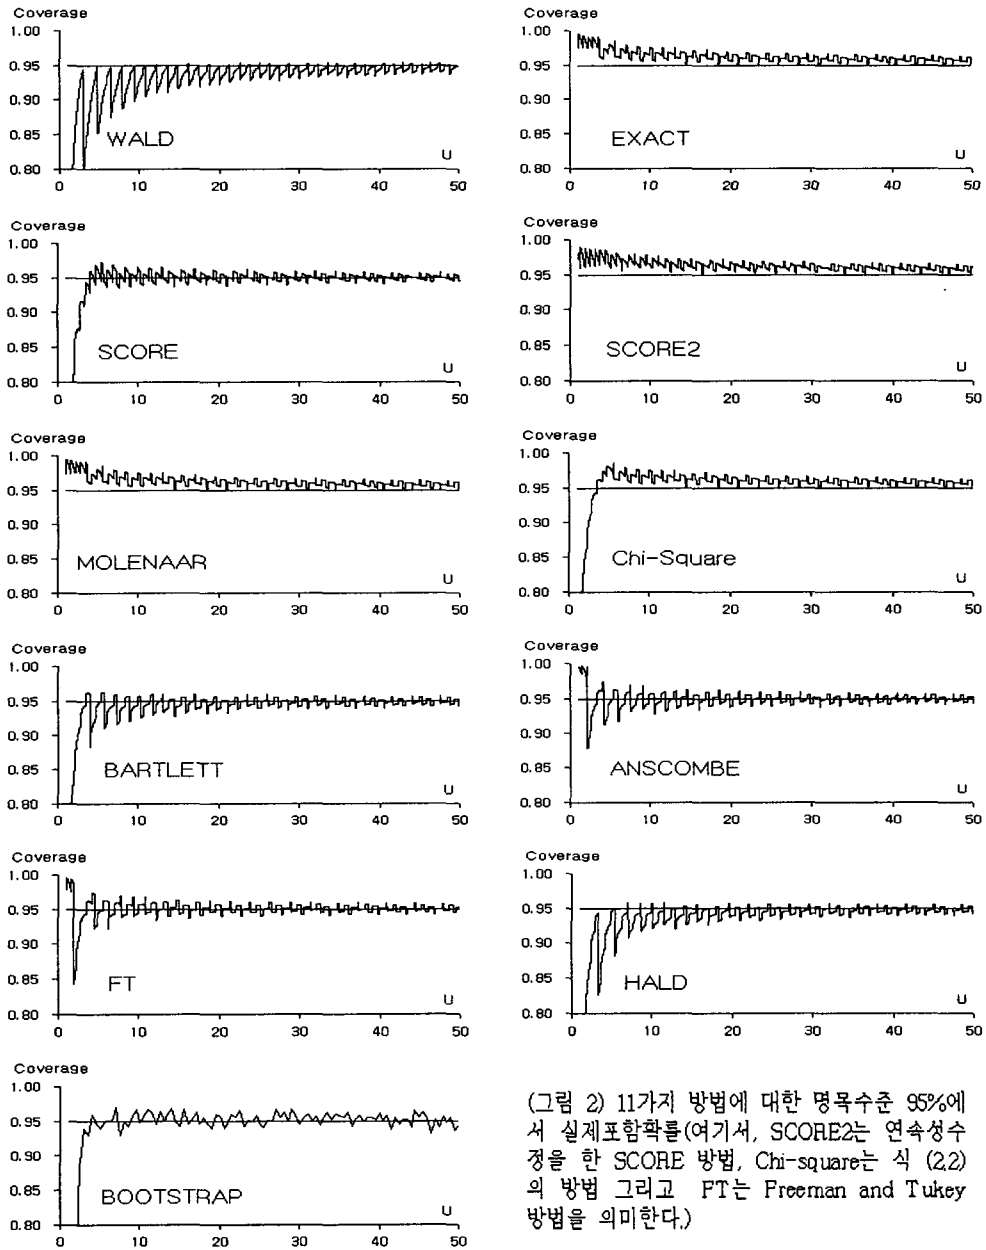 Coverage
1.00
0.95
0.90
0.85
0.80
WALD
U
0 10 20 30 40 50
Coverage
1.00
0.95
0.90
0.85
0.80
EXACT
U
0 10 20 30 40 50
Coverage
1.00
0.95
0.90
0.85
0.80
SCORE
U
0 10 20 30 40 50
Coverage
1.00
0.95
0.90
0.85
0.80
SCORE2
U
0 10 20 30 40 50
Coverage
1.00
0.95
0.90
0.85
0.80
MOLENAAR
U
0 10 20 30 40 50
Coverage
1.00
0.95
0.90
0.85
0.80
Chi-Square
U
0 10 20 30 40 50
Coverage
1.00
0.95
0.90
0.85
0.80
BARTLETT
U
0 10 20 30 40 50
Coverage
1.00
0.95
0.90
0.85
0.80
ANSCOMBE
U
0 10 20 30 40 50
Coverage
1.00
0.95
0.90
0.85
0.80
FT
U
0 10 20 30 40 50
Coverage
1.00
0.95
0.90
0.85
0.80
HALD
U
0 10 20 30 40 50
Coverage
1.00
0.95
0.90
0.85
0.80
BOOTSTRAP
U
0 10 20 30 40 50
(그림 2) 11가지 방법에 대한 명목수준 95%에
서 실제포함확률(여기서, SCORE2는 연속성수
정을 한 SCORE 방법, Chi-square는 식 (2.2)
의 방법 그리고 FT는 Freeman and Tukey
방법을 의미한다.)